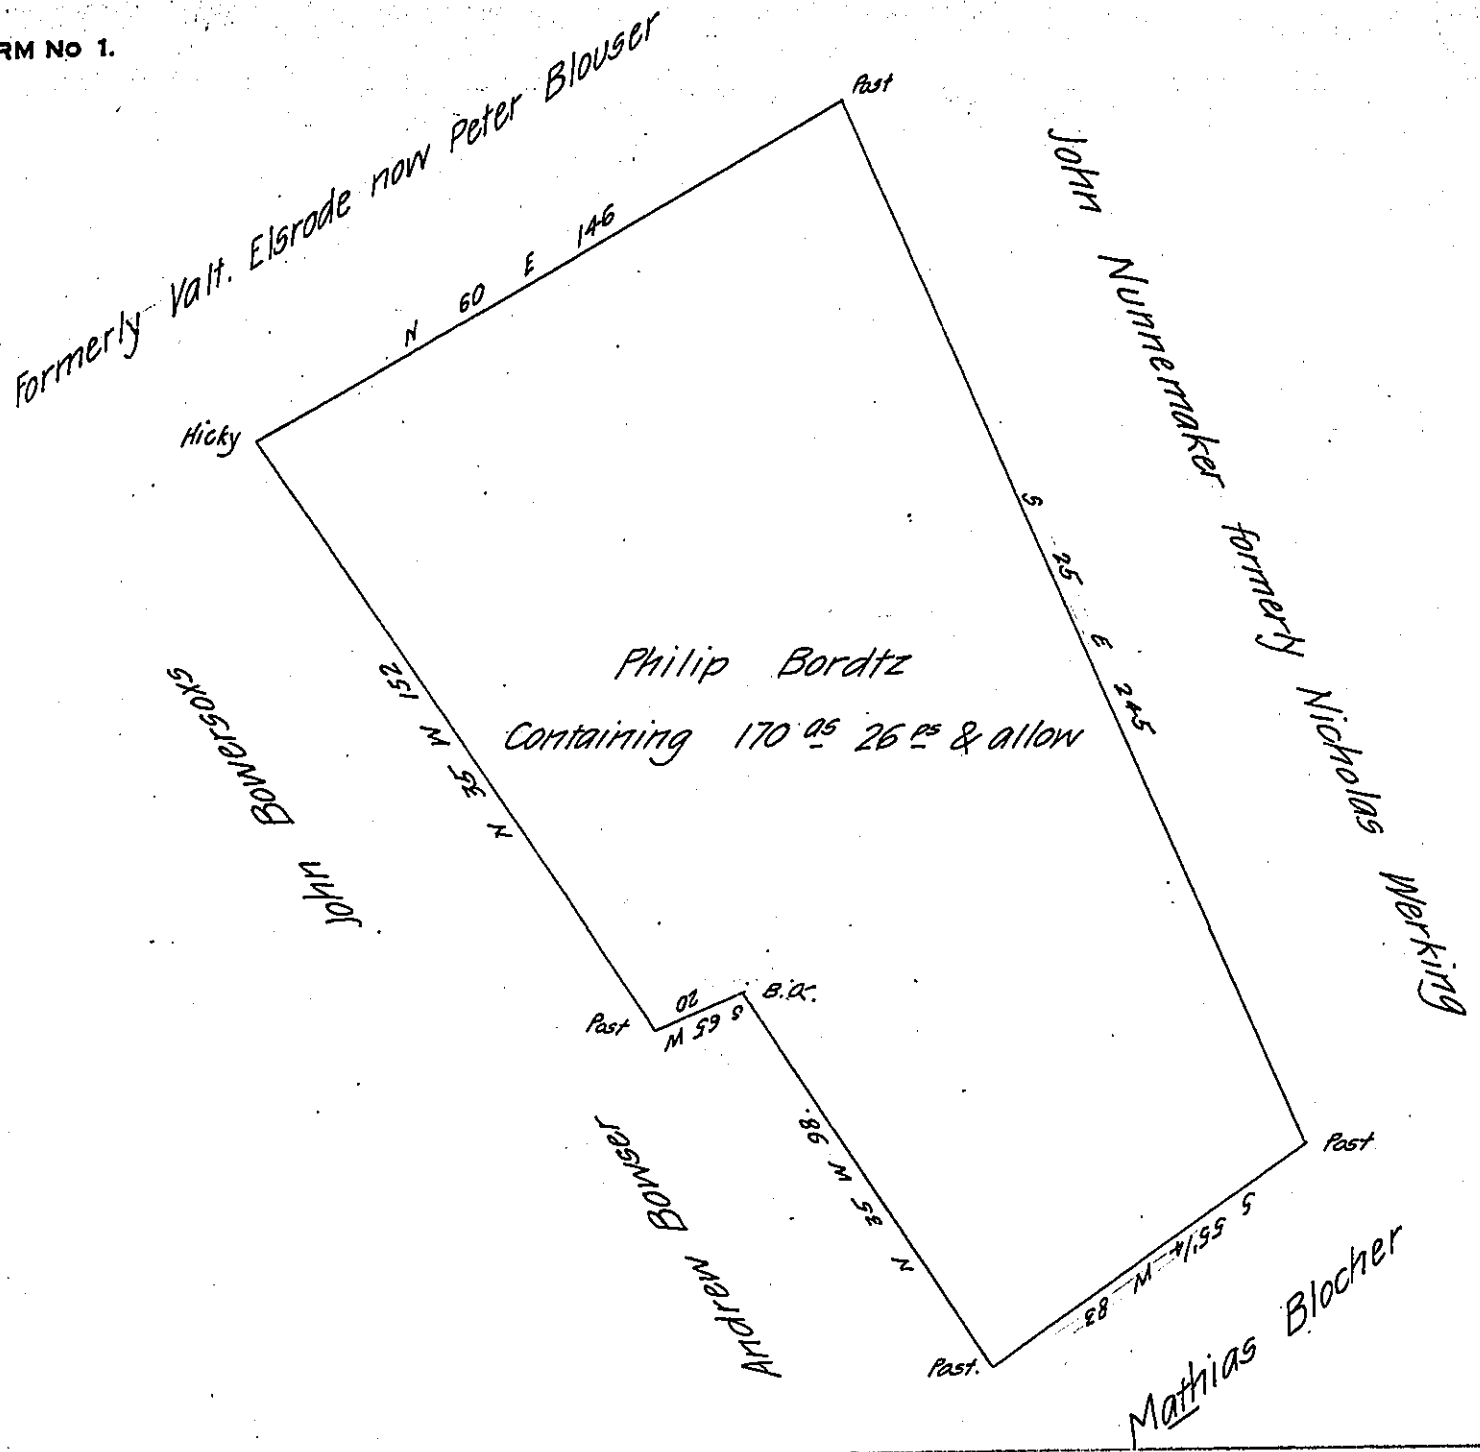 RM No 1.
Formerly Valt. Elsrode now Peter Blouser
Post
N 60 E 146
John Nunnemaker formerly Nicholas Werking
Hicky
S 25 E 245
Philip Bordtz
Containing 170 as 26 ps & allow
N 35 W 152
John Bowersoxs
B.O.
20
S 65 W
Post
N 35 W 98.
Andrew Bowser
Post
S 55 1/4 W 83
Post.
Mathias Blocher